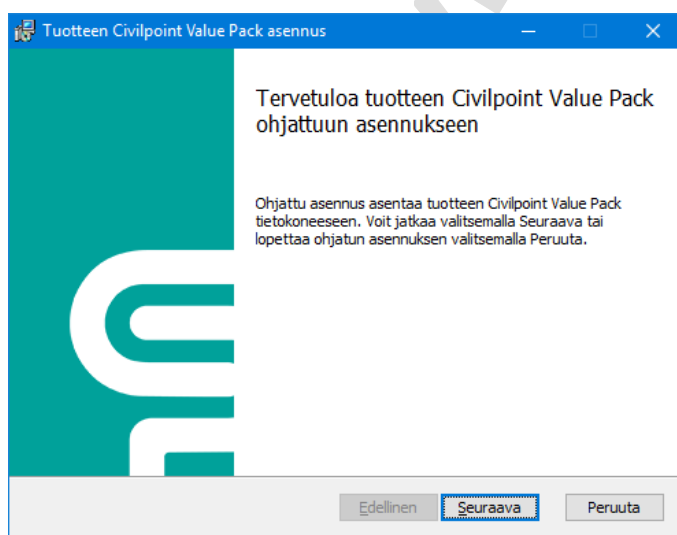 Tuotteen Civilpoint Value Pack asennus
Tervetuloa tuotteen Civilpoint Value Pack
ohjattuun asennukseen
Ohjattu asennus asentaa tuotteen Civilpoint Value Pack
tietokoneeseen. Voit jatkaa valitsemalla Seuraava tai
lopettaa ohjatun asennuksen valitsemalla Peruuta.
Edellinen
Seuraava
Peruuta